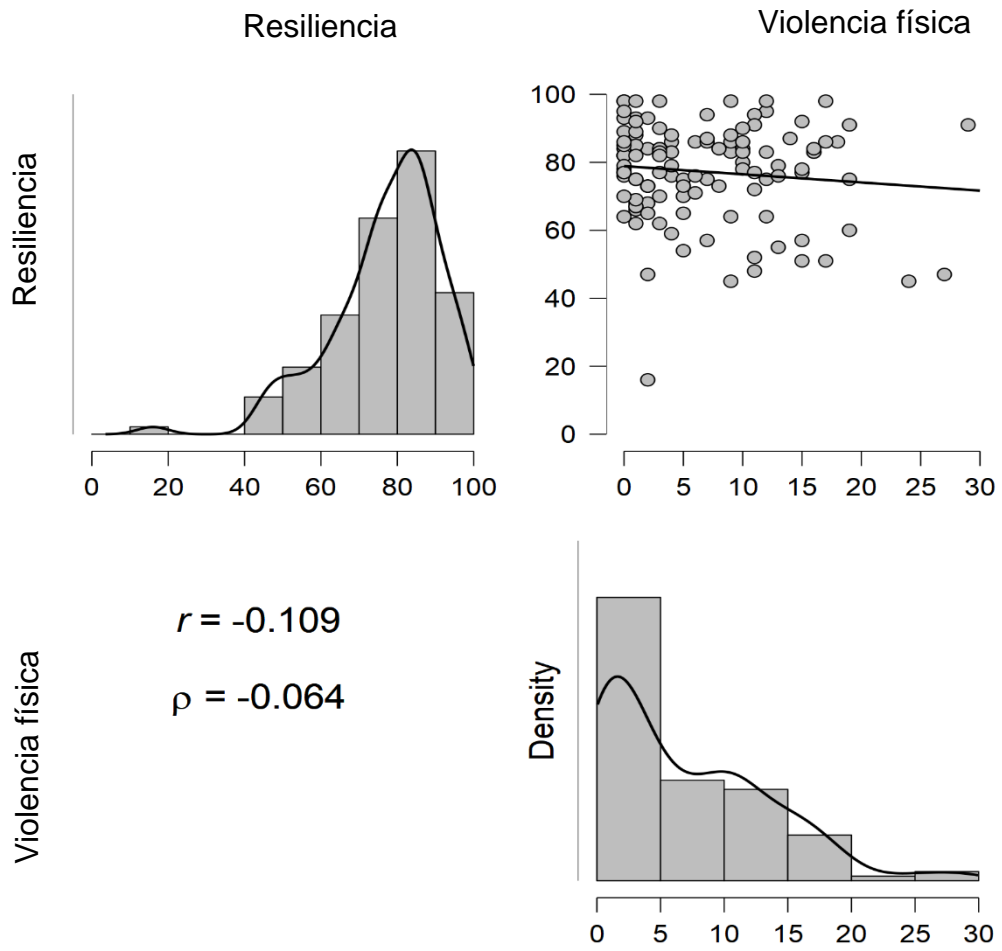 Resiliencia
Violencia física
Resiliencia
100
80
60
40
20
0
0 20 40 60 80 100
0 5 10 15 20 25 30
Violencia física
r = -0.109
ρ = -0.064
Density
0 5 10 15 20 25 30